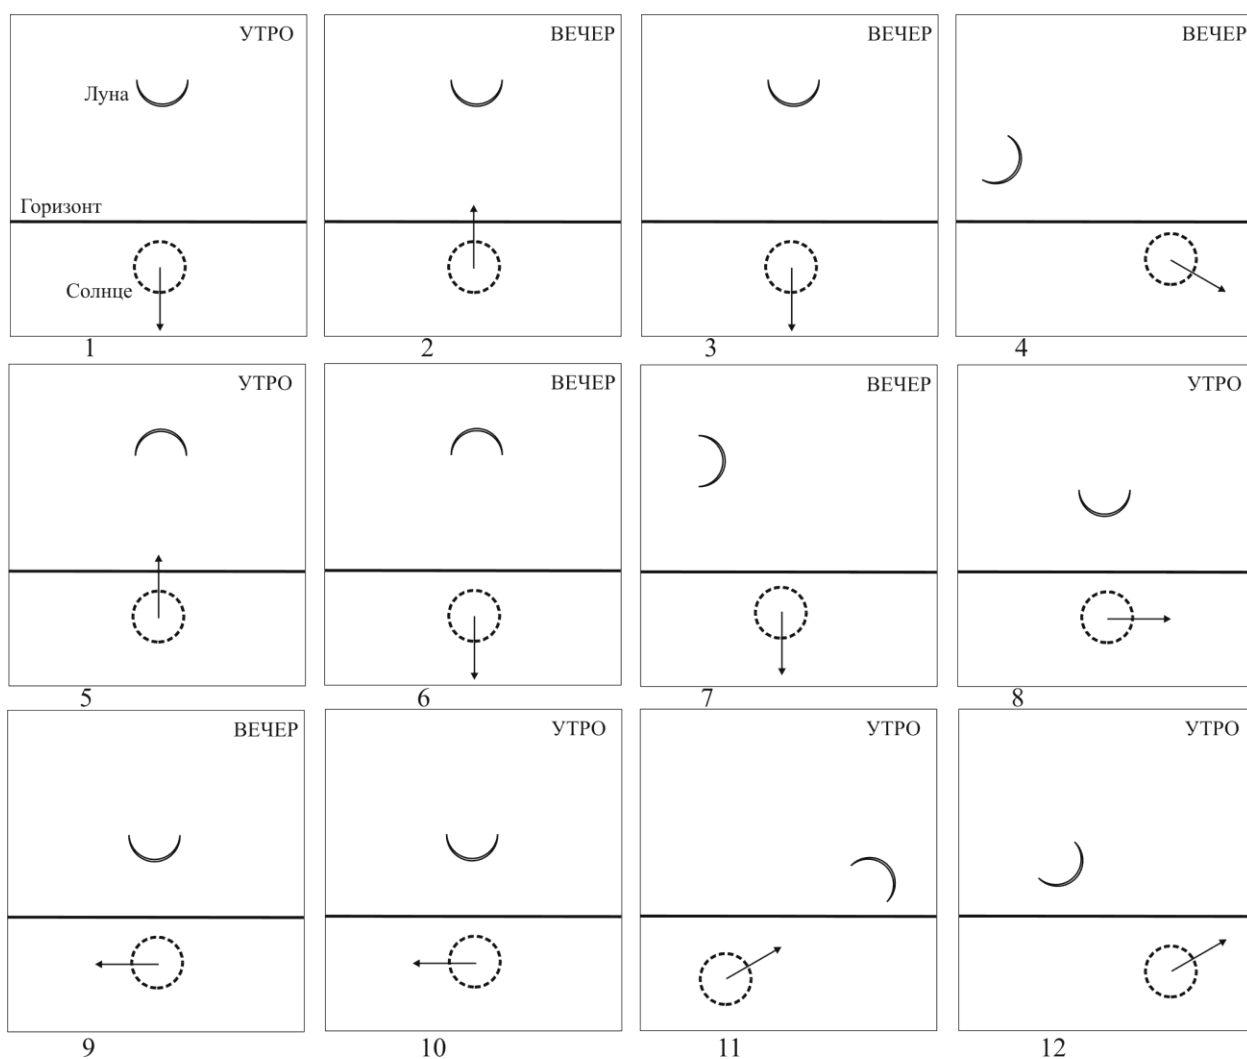 УТРО
Луна
Горизонт
Солнце
1
ВЕЧЕР
2
ВЕЧЕР
3
ВЕЧЕР
4
УТРО
5
ВЕЧЕР
6
ВЕЧЕР
7
УТРО
8
ВЕЧЕР
9
УТРО
10
УТРО
11
УТРО
12